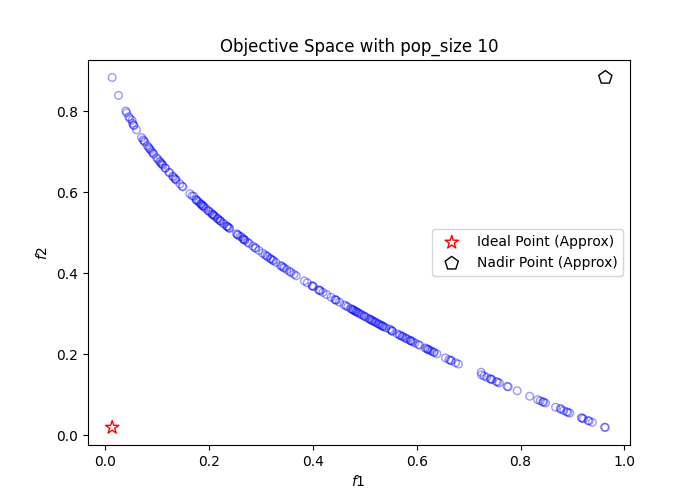 Objective Space with pop_size 10
f2
0.8
0.6
0.4
0.2
0.0
Ideal Point (Approx)
Nadir Point (Approx)
0.0 0.2 0.4 0.6 0.8 1.0
f1